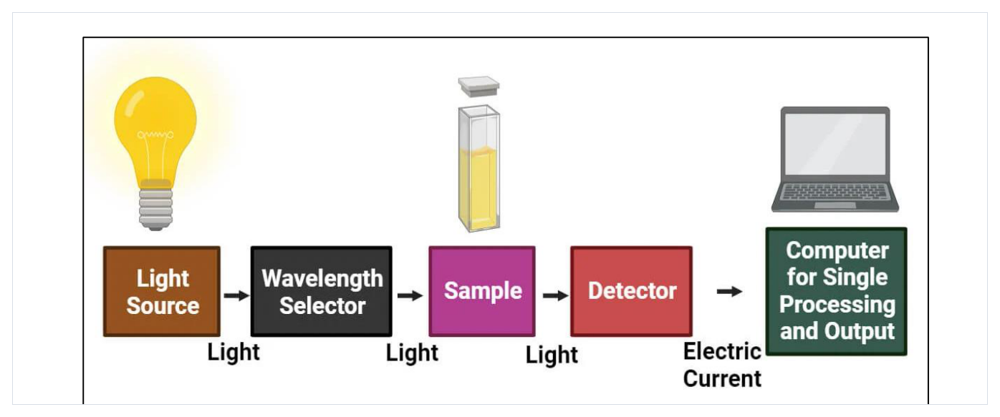 Light
Source
Wavelength
Selector
Sample
Detector
Computer
for Single
Processing
and Output
Light
Light
Light
Electric
Current